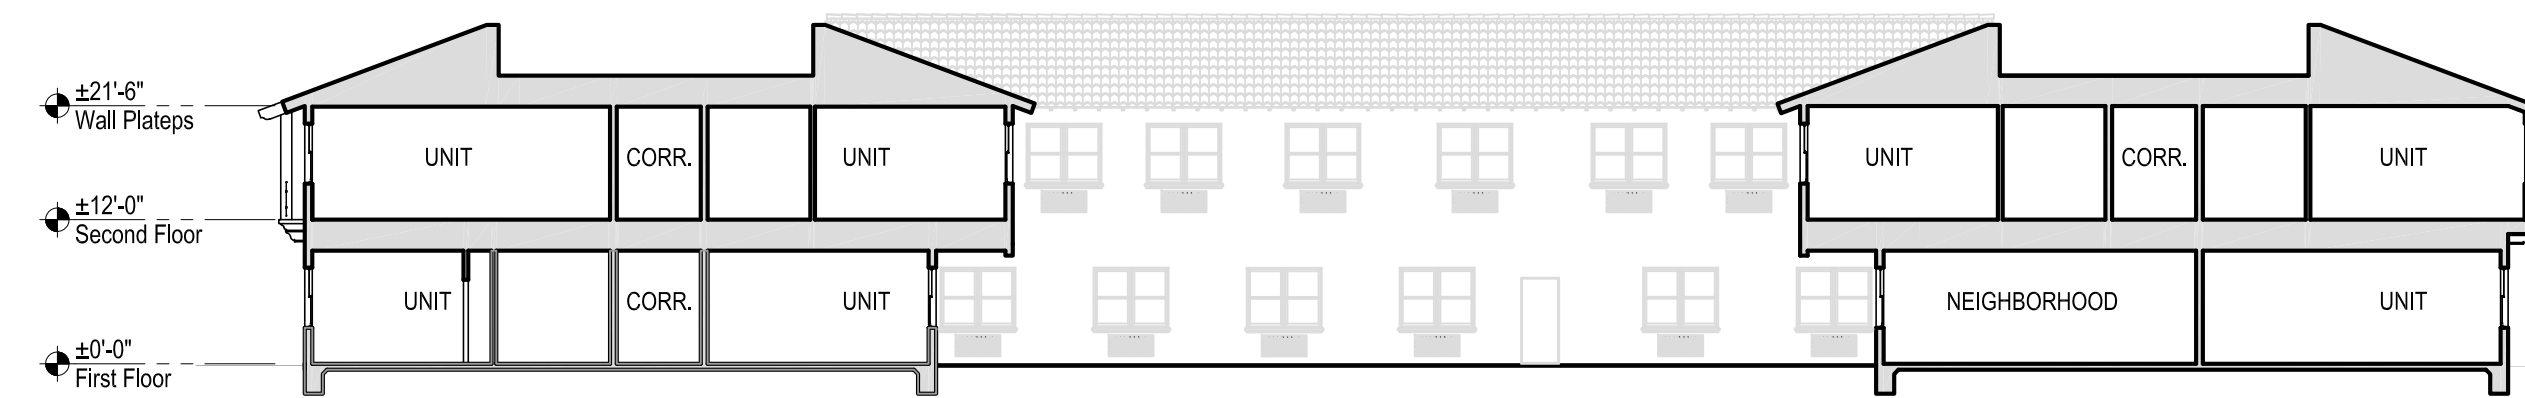 ±21'-6"
Wall Plateps
UNIT CORR. UNIT UNIT CORR. UNIT
±12'-0"
Second Floor
UNIT CORR. UNIT NEIGHBORHOOD UNIT
±0'-0"
First Floor